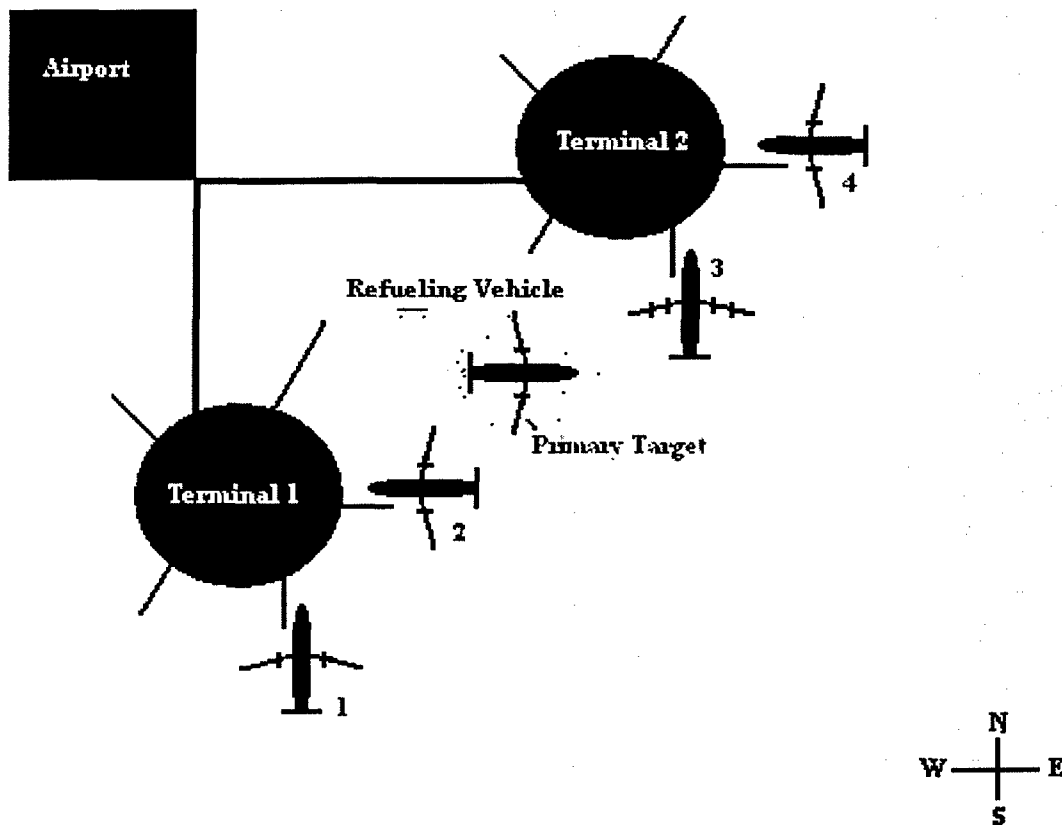 Airport
Terminal 2
4
3
Refueling Vehicle
Primary Target
Terminal 1
2
1
N
W E
S